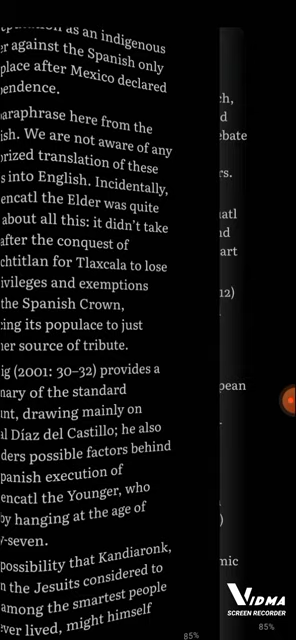 putation as an indigenous
er against the Spanish only
place after Mexico declared
pendence.
araphrase here from the
ish. We are not aware of any
orized translation of these
s into English. Incidentally,
encatl the Elder was quite
about all this: it didn't take
after the conquest of
chtitlan for Tlaxcala to lose
ivileges and exemptions
the Spanish Crown,
cing its populace to just
her source of tribute.
ig (2001: 30–32) provides a
mary of the standard
unt, drawing mainly on
al Díaz del Castillo; he also
ders possible factors behind
panish execution of
encatl the Younger, who
by hanging at the age of
y-seven.
possibility that Kandiaronk,
n the Jesuits considered to
among the smartest people
ever lived, might himself
85%
ch,
d
ebate
rs.
uatl
nd
art
12)
pean
)
mic
85%
VIDMA
SCREEN RECORDER